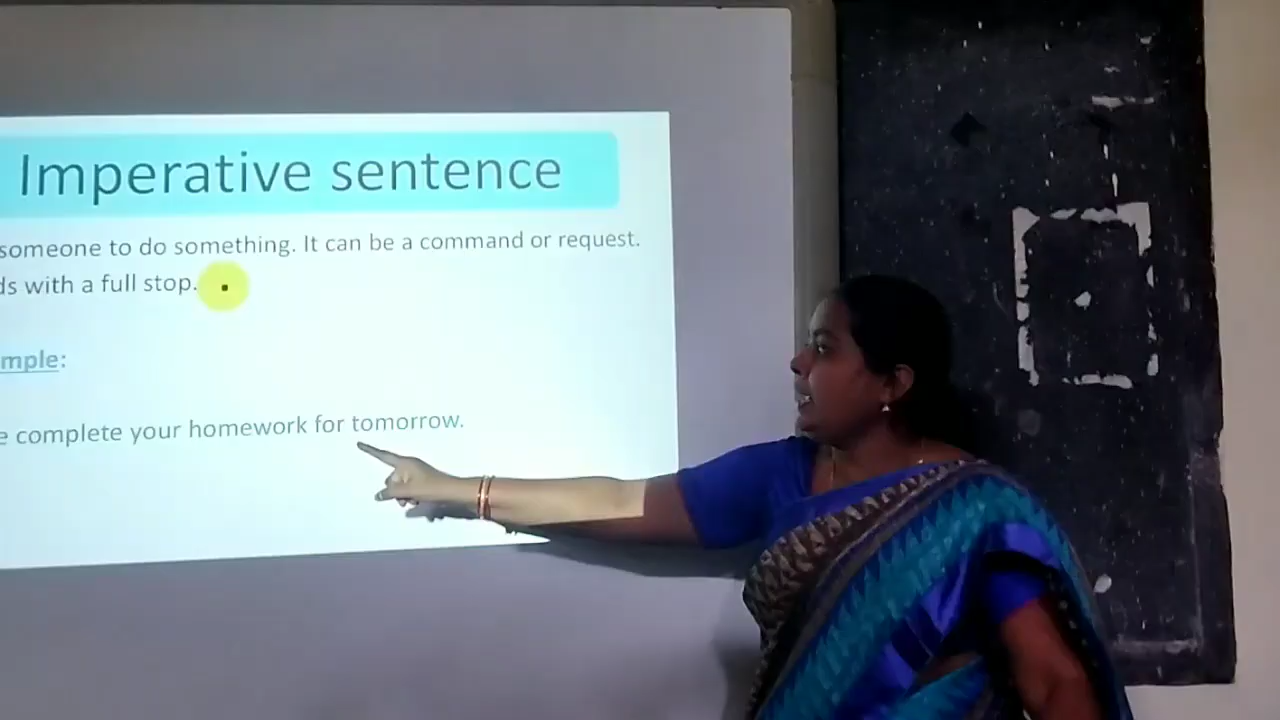 Imperative sentence
someone to do something. It can be a command or request.
ds with a full stop. .
mple:
e complete your homework for tomorrow.